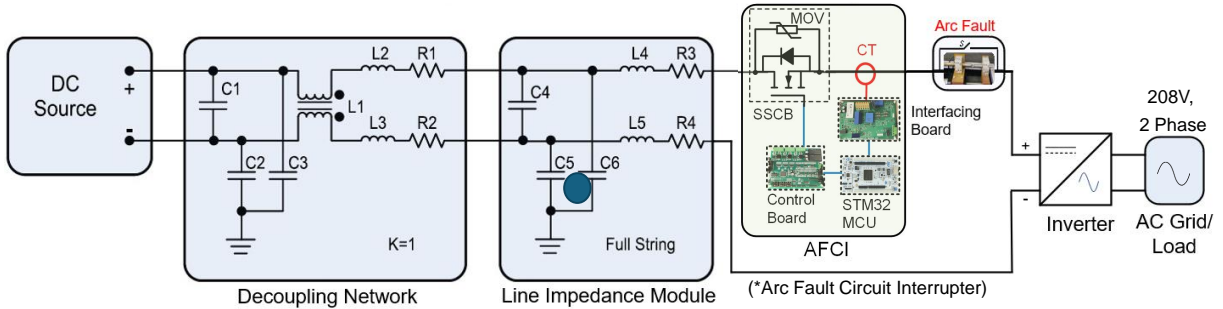 DC
Source
+
-
C1
C2
C3
L1
L2
R1
L3
R2
K=1
Decoupling Network
C4
C5
C6
L4
R3
L5
R4
Full String
Line Impedance Module
MOV
SSCB
CT
Interfacing
Board
Control
Board
STM32
MCU
AFCI
(*Arc Fault Circuit Interrupter)
Arc Fault
+
-
Inverter
208V,
2 Phase
AC Grid/
Load